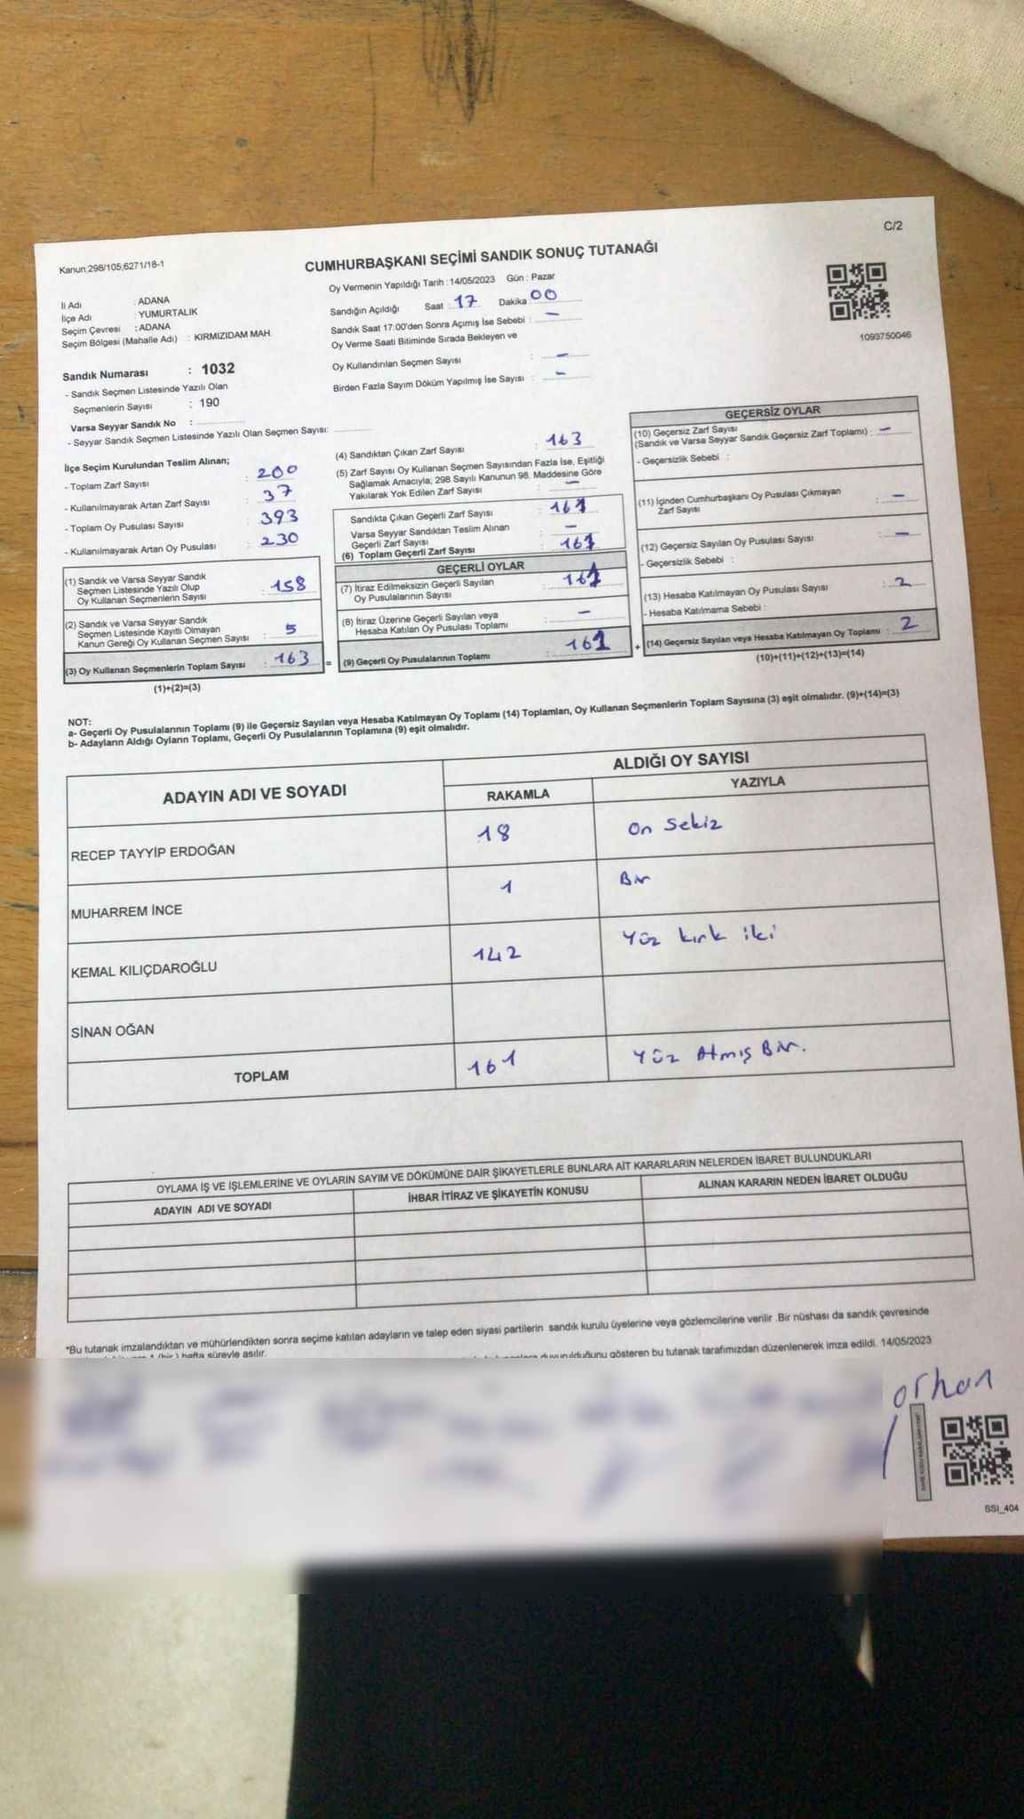 C/2
Kanun:298/105;6271/18-1
CUMHURBAŞKANI SEÇİMİ SANDIK SONUÇ TUTANAĞI
İl Adı : ADANA
İlçe Adı : YUMURTALIK
Seçim Çevresi : ADANA
Seçim Bölgesi (Mahalle Adı) : KIRMIZIDAM MAH.
Oy Vermenin Yapıldığı Tarih : 14/05/2023 Gün : Pazar
Sandığın Açıldığı Saat : 17 Dakika 00
Sandık Saat 17:00'den Sonra Açımış İse Sebebi : –
Oy Verme Saati Bitiminde Sırada Bekleyen ve
Oy Kullandırılan Seçmen Sayısı : –
Birden Fazla Sayım Döküm Yapılmış İse Sayısı : –
1093750046
Sandık Numarası : 1032
- Sandık Seçmen Listesinde Yazılı Olan
Seçmenlerin Sayısı : 190
Varsa Seyyar Sandık No :
- Seyyar Sandık Seçmen Listesinde Yazılı Olan Seçmen Sayısı:
İlçe Seçim Kurulundan Teslim Alınan;
- Toplam Zarf Sayısı : 200
- Kullanılmayarak Artan Zarf Sayısı : 37
- Toplam Oy Pusulası Sayısı : 393
- Kullanılmayarak Artan Oy Pusulası : 230
(1) Sandık ve Varsa Seyyar Sandık
Seçmen Listesinde Yazılı Olup
Oy Kullanan Seçmenlerin Sayısı : 158
(2) Sandık ve Varsa Seyyar Sandık
Seçmen Listesinde Kayıtlı Olmayan
Kanun Gereği Oy Kullanan Seçmen Sayısı : 5
(3) Oy Kullanan Seçmenlerin Toplam Sayısı : 163 =
(1)+(2)=(3)
(4) Sandıktan Çıkan Zarf Sayısı : 163
(5) Zarf Sayısı Oy Kullanan Seçmen Sayısından Fazla İse, Eşitliği
Sağlamak Amacıyla; 298 Sayılı Kanunun 98. Maddesine Göre
Yakılarak Yok Edilen Zarf Sayısı : –
Sandıkta Çıkan Geçerli Zarf Sayısı : 161
Varsa Seyyar Sandıktan Teslim Alınan
Geçerli Zarf Sayısı : –
(6) Toplam Geçerli Zarf Sayısı : 161
GEÇERLİ OYLAR
(7) İtiraz Edilmeksizin Geçerli Sayılan
Oy Pusulalarının Sayısı : 161
(8) İtiraz Üzerine Geçerli Sayılan veya
Hesaba Katılan Oy Pusulası Toplamı : –
(9) Geçerli Oy Pusulalarının Toplamı : 161 +
GEÇERSİZ OYLAR
(10) Geçersiz Zarf Sayısı
(Sandık ve Varsa Seyyar Sandık Geçersiz Zarf Toplamı) : –
- Geçersizlik Sebebi :
(11) İçinden Cumhurbaşkanı Oy Pusulası Çıkmayan
Zarf Sayısı : –
(12) Geçersiz Sayılan Oy Pusulası Sayısı : –
- Geçersizlik Sebebi :
(13) Hesaba Katılmayan Oy Pusulası Sayısı : 2
- Hesaba Katılmama Sebebi :
(14) Geçersiz Sayılan veya Hesaba Katılmayan Oy Toplamı : 2
(10)+(11)+(12)+(13)=(14)
NOT:
a- Geçerli Oy Pusulalarının Toplamı (9) ile Geçersiz Sayılan veya Hesaba Katılmayan Oy Toplamı (14) Toplamları, Oy Kullanan Seçmenlerin Toplam Sayısına (3) eşit olmalıdır. (9)+(14)=(3)
b- Adayların Aldığı Oyların Toplamı, Geçerli Oy Pusulalarının Toplamına (9) eşit olmalıdır.
ADAYIN ADI VE SOYADI
ALDIĞI OY SAYISI
RAKAMLA YAZIYLA
RECEP TAYYİP ERDOĞAN 18 On Sekiz
MUHARREM İNCE 1 Bir
KEMAL KILIÇDAROĞLU 142 Yüz kırk iki
SİNAN OĞAN
TOPLAM 161 Yüz Atmış Bir.
OYLAMA İŞ VE İŞLEMLERİNE VE OYLARIN SAYIM VE DÖKÜMÜNE DAİR ŞİKAYETLERLE BUNLARA AİT KARARLARIN NELERDEN İBARET BULUNDUKLARI
ADAYIN ADI VE SOYADI İHBAR İTİRAZ VE ŞİKAYETİN KONUSU ALINAN KARARIN NEDEN İBARET OLDUĞU
*Bu tutanak imzalandıktan ve mühürlendikten sonra seçime katılan adayların ve talep eden siyasi partilerin sandık kurulu üyelerine veya gözlemcilerine verilir .Bir nüshası da sandık çevresinde
1 (bir ) hafta süreyle asılır.
duyurulduğunu gösteren bu tutanak tarafımızdan düzenlenerek imza edildi. 14/05/2023
orhan
SSI_404